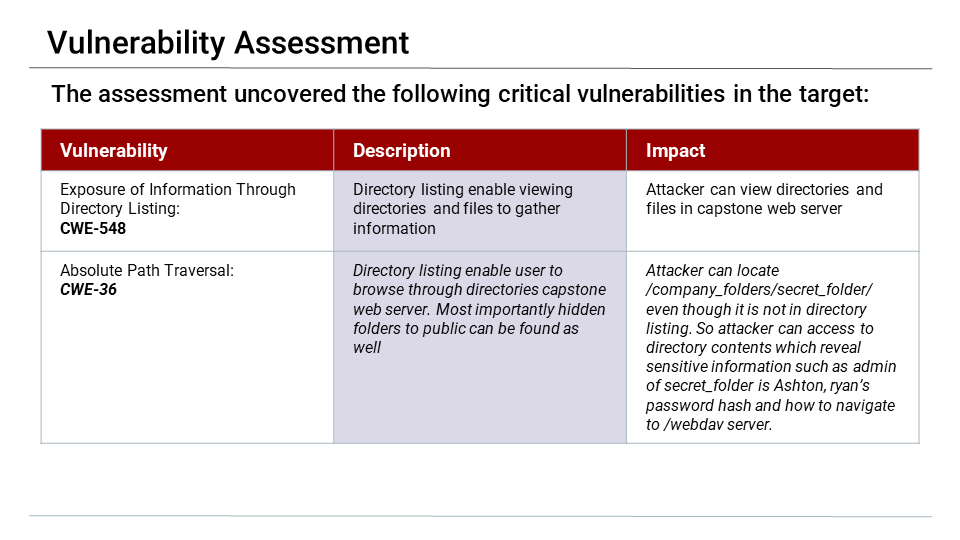 Vulnerability Assessment
The assessment uncovered the following critical vulnerabilities in the target:
Vulnerability
Description
Impact
Exposure of Information Through
Directory Listing:
CWE-548
Directory listing enable viewing
directories and files to gather
information
Attacker can view directories and
files in capstone web server
Absolute Path Traversal:
CWE-36
Directory listing enable user to
browse through directories capstone
web server. Most importantly hidden
folders to public can be found as
well
Attacker can locate
/company_folders/secret_folder/
even though it is not in directory
listing. So attacker can access to
directory contents which reveal
sensitive information such as admin
of secret_folder is Ashton, ryan's
password hash and how to navigate
to /webdav server.